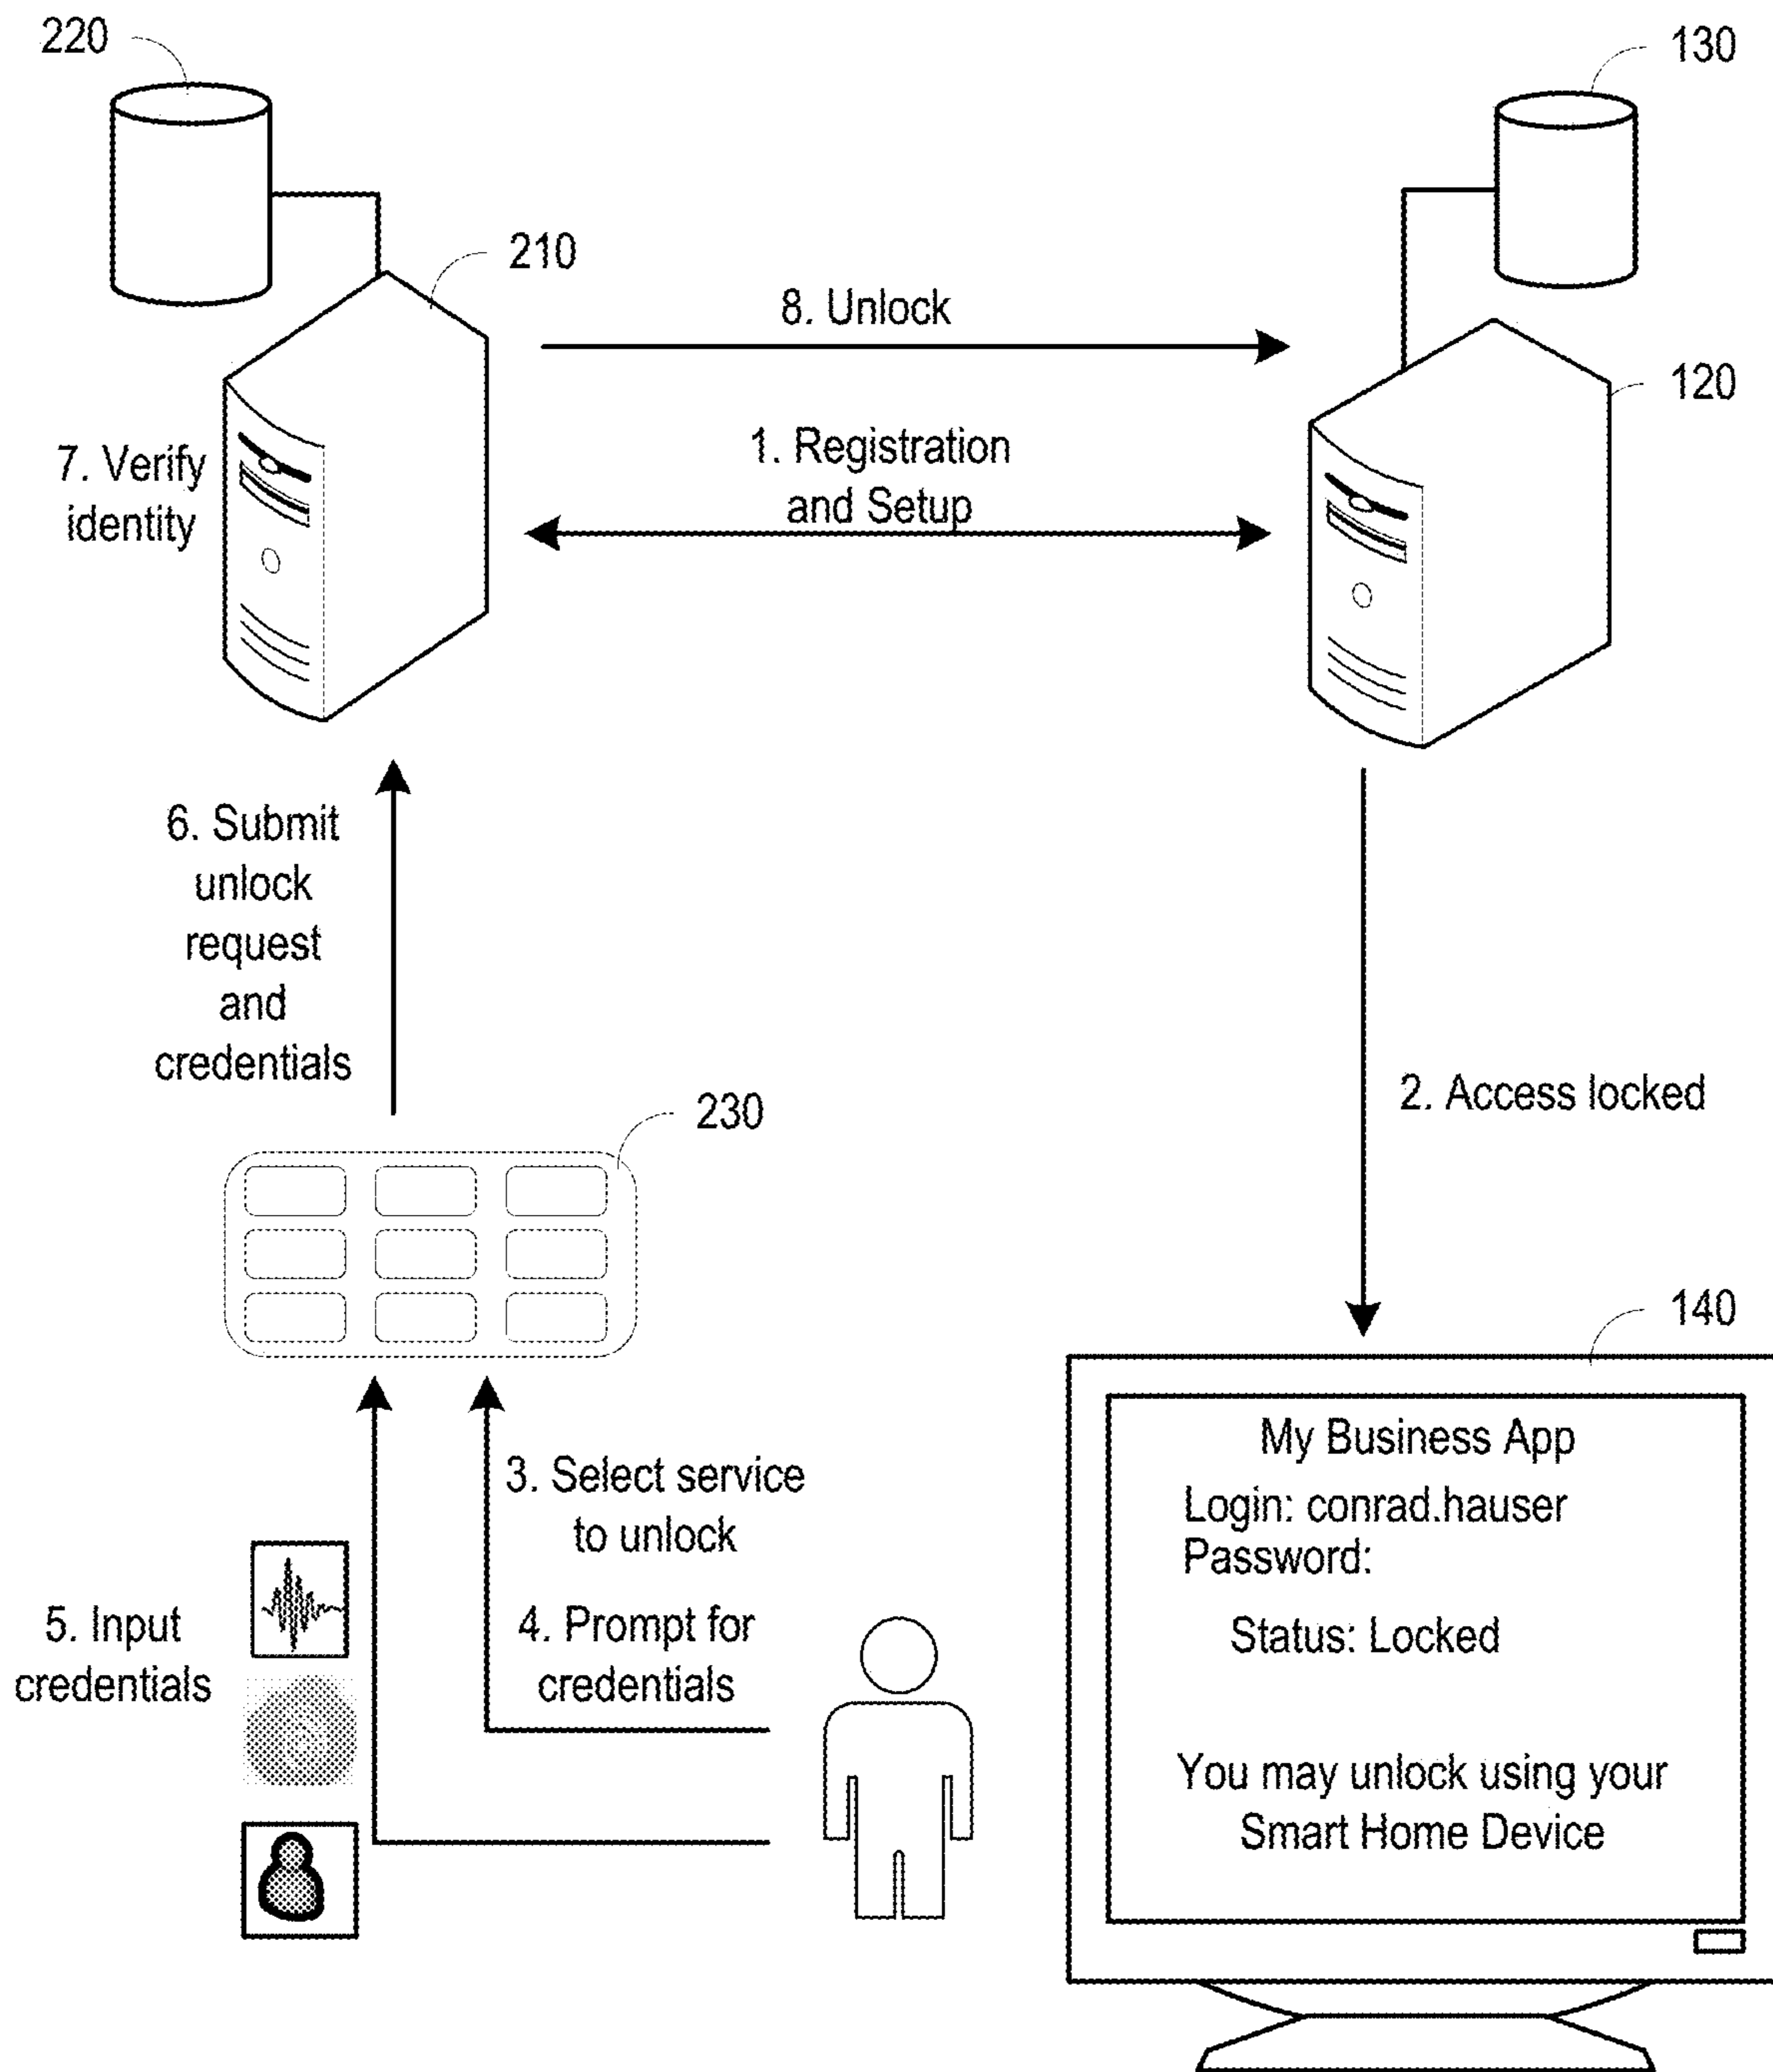 220
130
210
8. Unlock
120
1. Registration
and Setup
7. Verify
identity
6. Submit
unlock
request
and
credentials
2. Access locked
230
140
My Business App
Login: conrad.hauser
Password:
Status: Locked
You may unlock using your
Smart Home Device
3. Select service
to unlock
4. Prompt for
credentials
5. Input
credentials